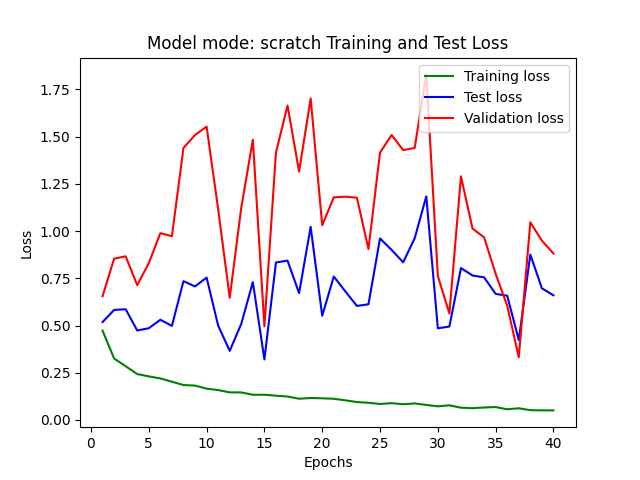 Model mode: scratch Training and Test Loss
Training loss
Test loss
Validation loss
1.75
1.50
1.25
1.00
0.75
0.50
0.25
0.00
Loss
0 5 10 15 20 25 30 35 40
Epochs